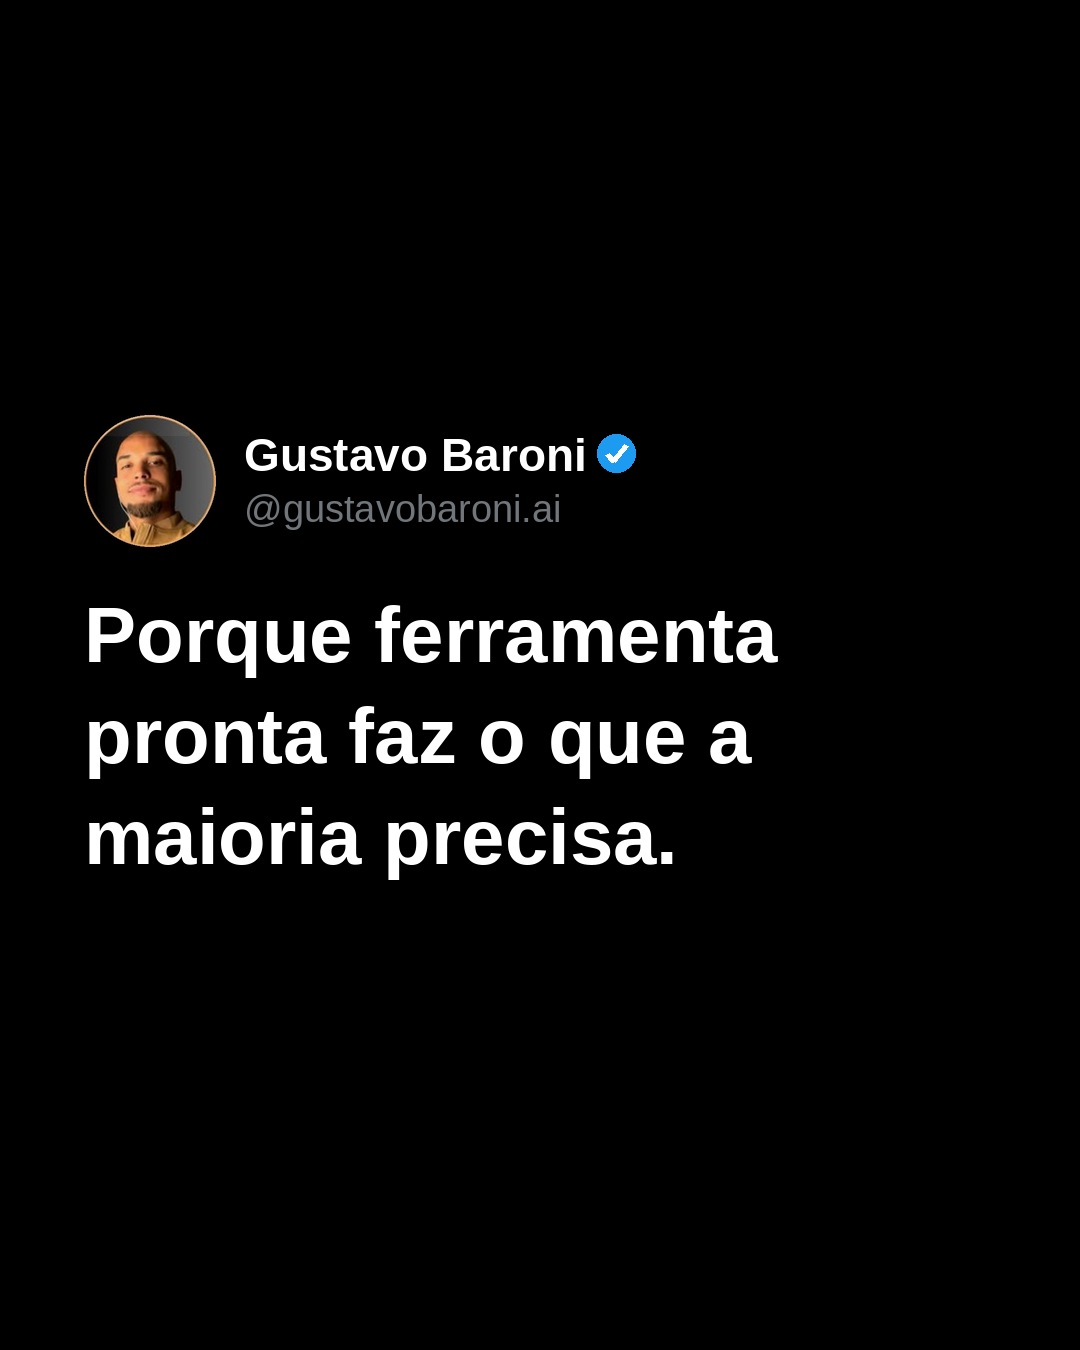 Gustavo Baroni
@gustavobaroni.ai
Porque ferramenta
pronta faz o que a
maioria precisa.